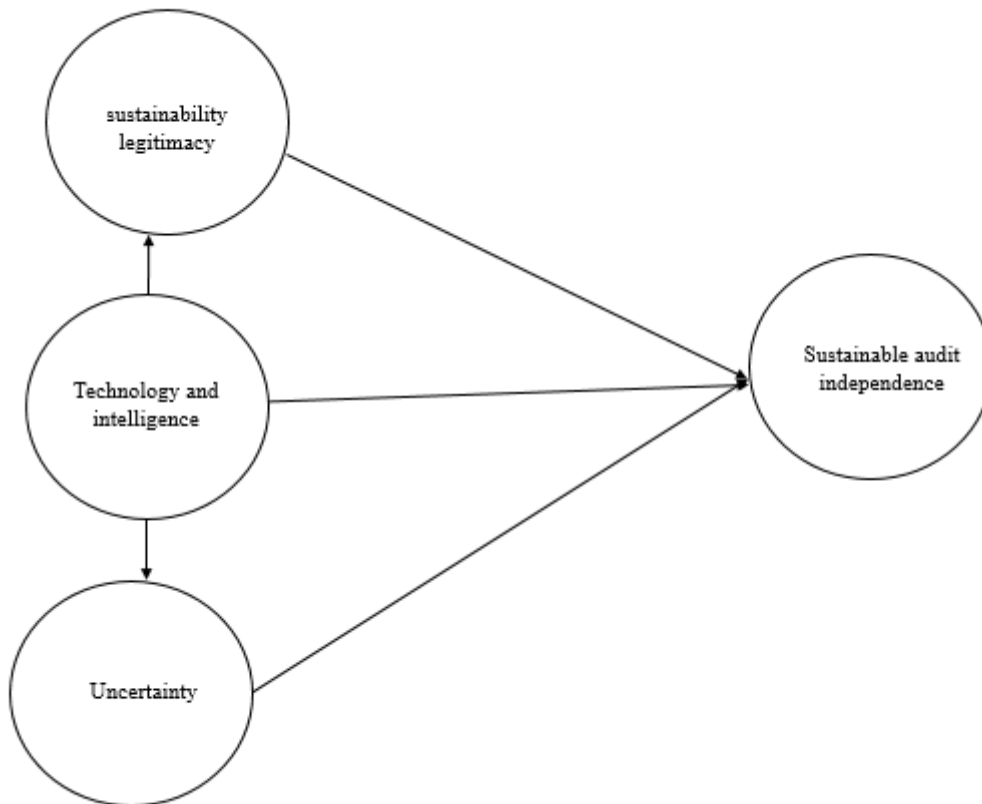 sustainability
legitimacy
Technology and
intelligence
Sustainable audit
independence
Uncertainty